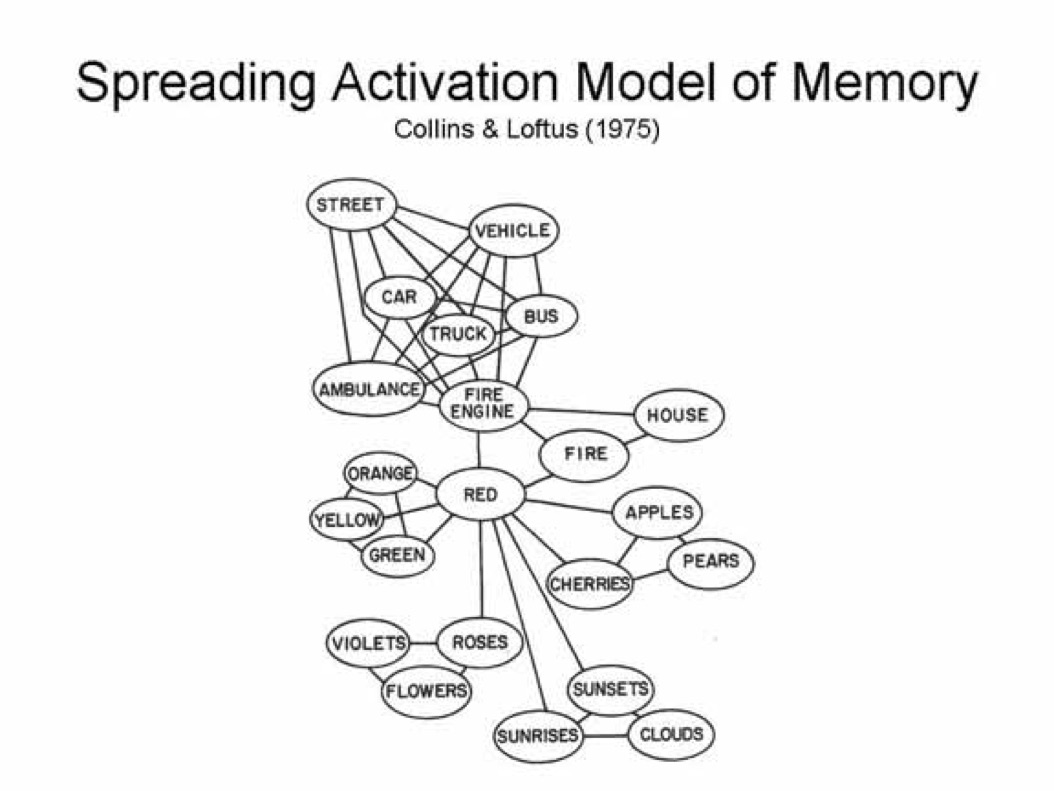 Spreading Activation Model of Memory
Collins & Loftus (1975)
STREET
VEHICLE
CAR
BUS
TRUCK
AMBULANCE
FIRE
ENGINE
HOUSE
FIRE
ORANGE
RED
YELLOW
APPLES
GREEN
PEARS
CHERRIES
VIOLETS
ROSES
FLOWERS
SUNSETS
SUNRISES
CLOUDS